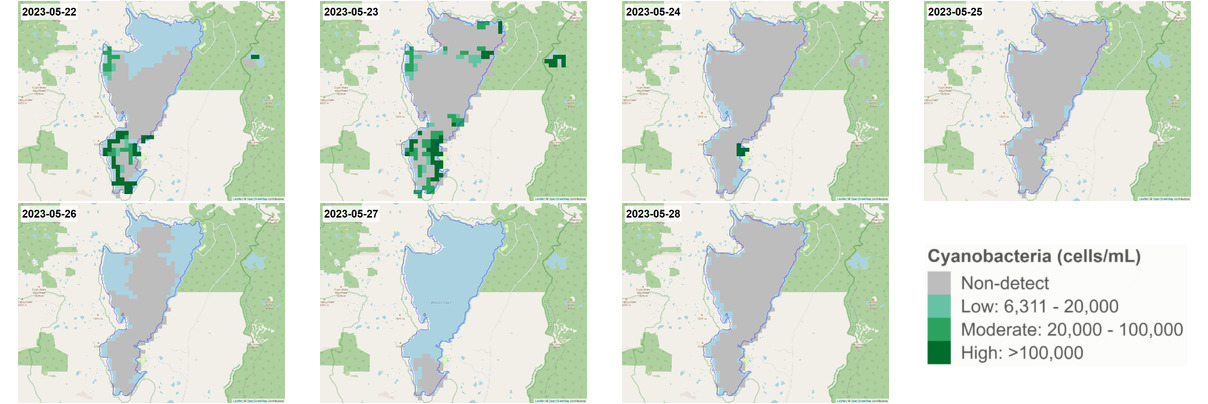 2023-05-22
2023-05-23
2023-05-24
2023-05-25
2023-05-26
2023-05-27
2023-05-28
Cyanobacteria (cells/mL)
Non-detect
Low: 6,311 - 20,000
Moderate: 20,000 - 100,000
High: >100,000